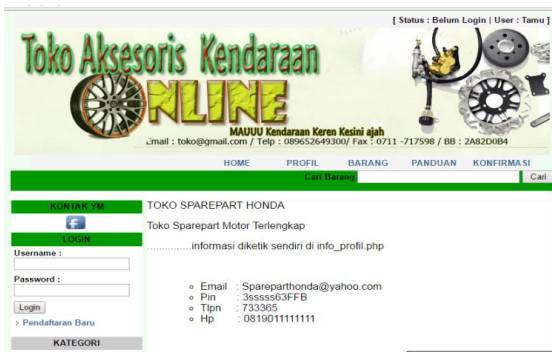 [ Status : Belum Login | User : Tamu ]
Toko Aksesoris Kendaraan
ONLINE
MAUUU Kendaraan Keren Kesini ajah
Email : toko@gmail.com / Telp : 089652649300/ Fax : 0711 -717598 / BB : 2A82D0B4
HOME PROFIL BARANG PANDUAN KONFIRMASI
Cari Barang Cari
KONTAK YM
f
LOGIN
Username :
Password :
Login
> Pendaftaran Baru
KATEGORI
TOKO SPAREPART HONDA
Toko Sparepart Motor Terlengkap
..............informasi diketik sendiri di info_profil.php
Email : Spareparthonda@yahoo.com
Pin : 3sssss63FFB
Tlpn : 733365
Hp : 0819011111111